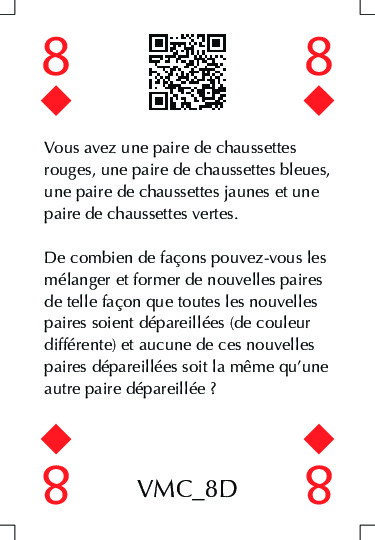 8 8
Vous avez une paire de chaussettes
rouges, une paire de chaussettes bleues,
une paire de chaussettes jaunes et une
paire de chaussettes vertes.
De combien de façons pouvez-vous les
mélanger et former de nouvelles paires
de telle façon que toutes les nouvelles
paires soient dépareillées (de couleur
différente) et aucune de ces nouvelles
paires dépareillées soit la même qu’une
autre paire dépareillée ?
8 VMC_8D 8